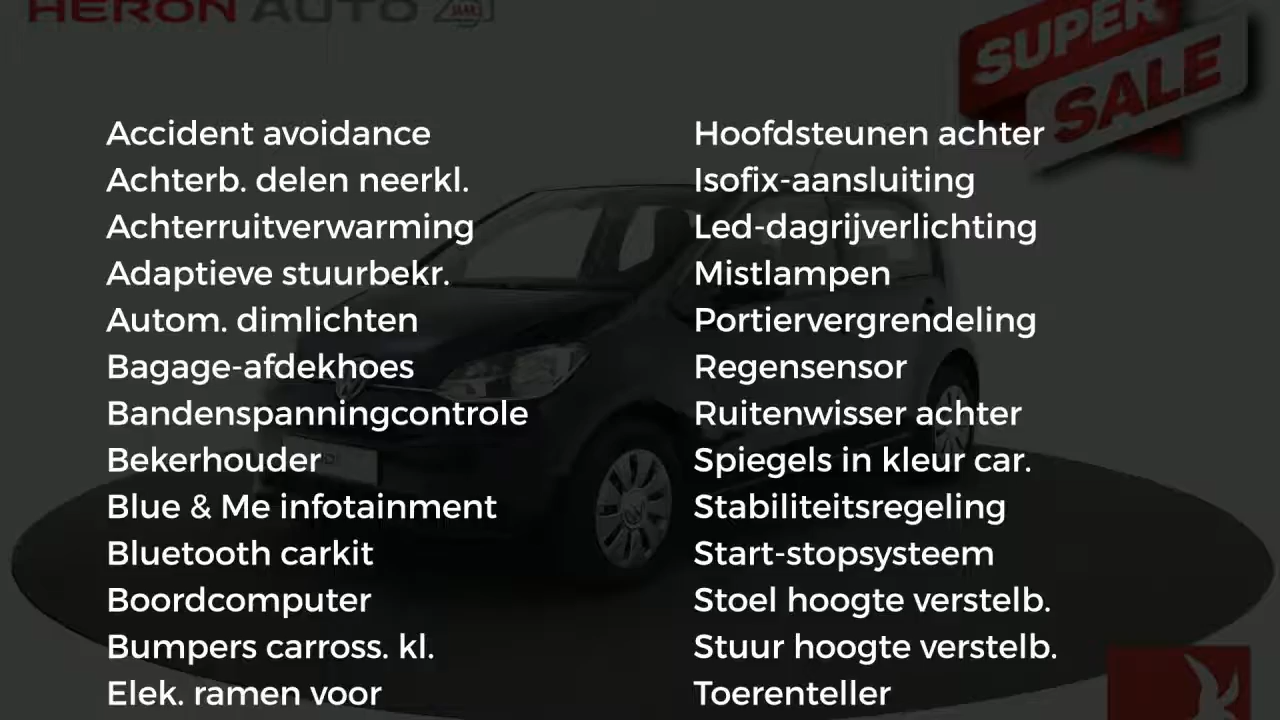 HERON AUTO
JAAR
SUPER
SALE
Accident avoidance
Achterb. delen neerkl.
Achterruitverwarming
Adaptieve stuurbekr.
Autom. dimlichten
Bagage-afdekhoes
Bandenspanningcontrole
Bekerhouder
Blue & Me infotainment
Bluetooth carkit
Boordcomputer
Bumpers carross. kl.
Elek. ramen voor
Hoofdsteunen achter
Isofix-aansluiting
Led-dagrijverlichting
Mistlampen
Portiervergrendeling
Regensensor
Ruitenwisser achter
Spiegels in kleur car.
Stabiliteitsregeling
Start-stopsysteem
Stoel hoogte verstelb.
Stuur hoogte verstelb.
Toerenteller